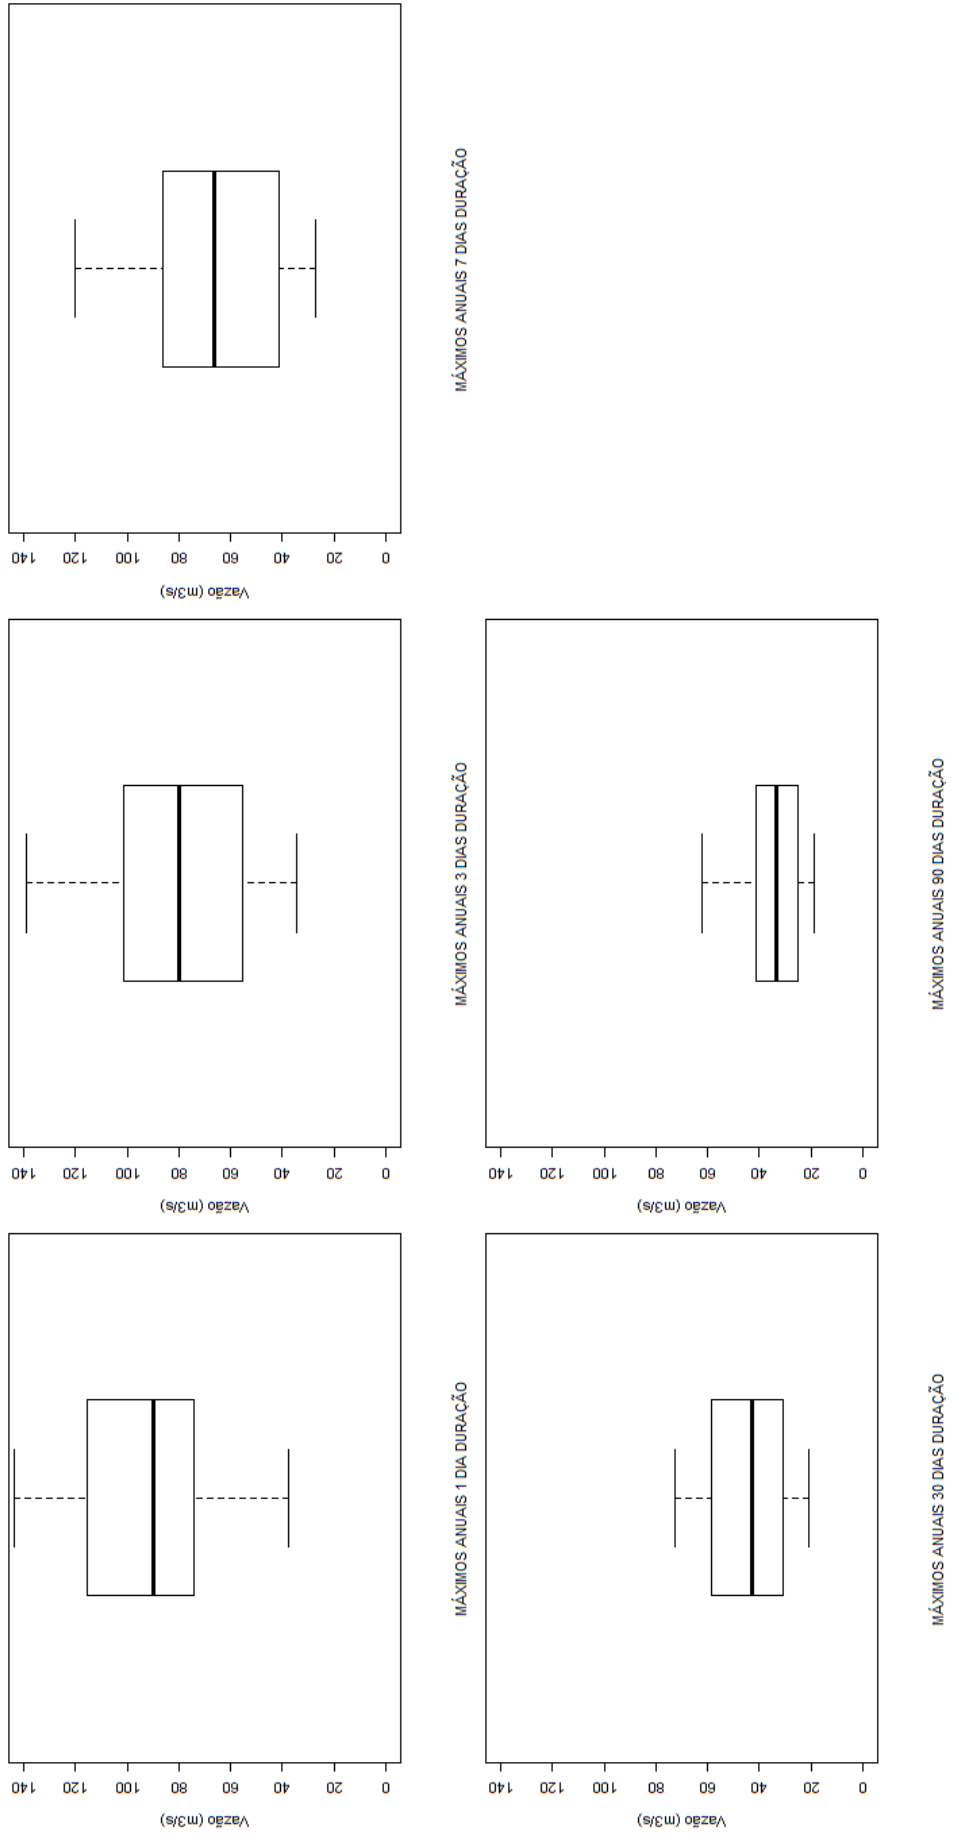 Vazão (m3/s)
0 20 40 60 80 100 120 140
MÁXIMOS ANUAIS 1 DIA DURAÇÃO
Vazão (m3/s)
0 20 40 60 80 100 120 140
MÁXIMOS ANUAIS 3 DIAS DURAÇÃO
Vazão (m3/s)
0 20 40 60 80 100 120 140
MÁXIMOS ANUAIS 7 DIAS DURAÇÃO
Vazão (m3/s)
0 20 40 60 80 100 120 140
MÁXIMOS ANUAIS 30 DIAS DURAÇÃO
Vazão (m3/s)
0 20 40 60 80 100 120 140
MÁXIMOS ANUAIS 90 DIAS DURAÇÃO